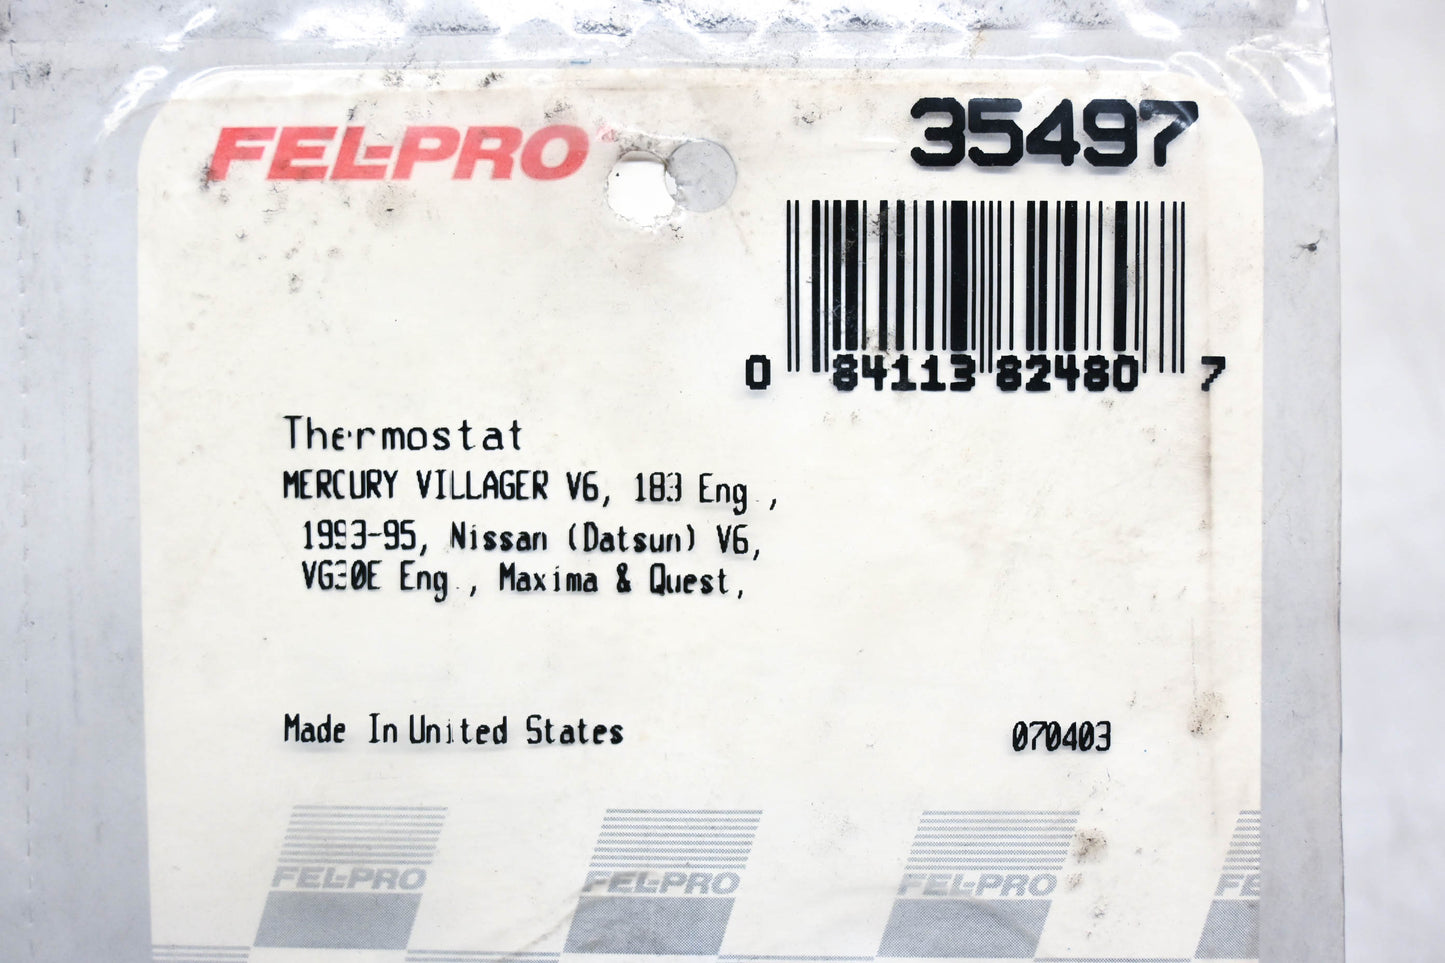 FEL-PRO
35497
0 84113 82480 7
Thermostat
MERCURY VILLAGER V6, 183 Eng.,
1993-95, Nissan (Datsun) V6,
VG30E Eng., Maxima & Quest,
Made In United States
070403
FEL-PRO FEL-PRO FEL-PRO FE